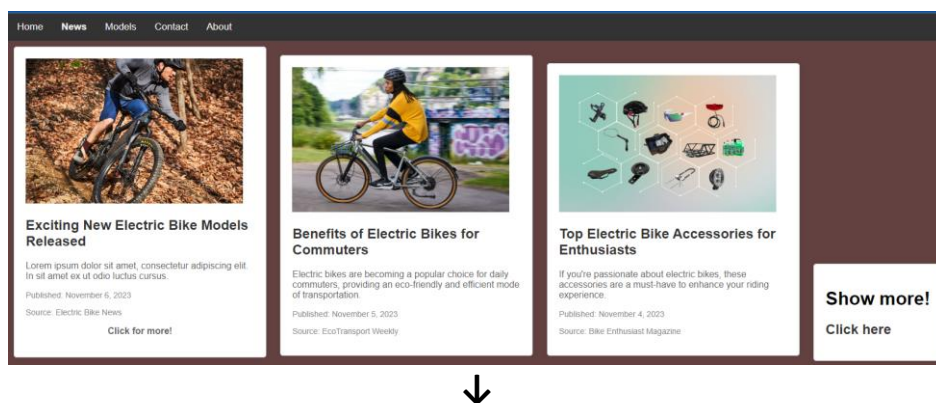 Home News Models Contact About
Exciting New Electric Bike Models
Released
Lorem ipsum dolor sit amet, consectetur adipiscing elit.
In sit amet ex ut odio luctus cursus.
Published: November 6, 2023
Source: Electric Bike News
Click for more!
Benefits of Electric Bikes for
Commuters
Electric bikes are becoming a popular choice for daily
commuters, providing an eco-friendly and efficient mode
of transportation.
Published: November 5, 2023
Source: EcoTransport Weekly
Top Electric Bike Accessories for
Enthusiasts
If you're passionate about electric bikes, these
accessories are a must-have to enhance your riding
experience.
Published: November 4, 2023
Source: Bike Enthusiast Magazine
Show more!
Click here